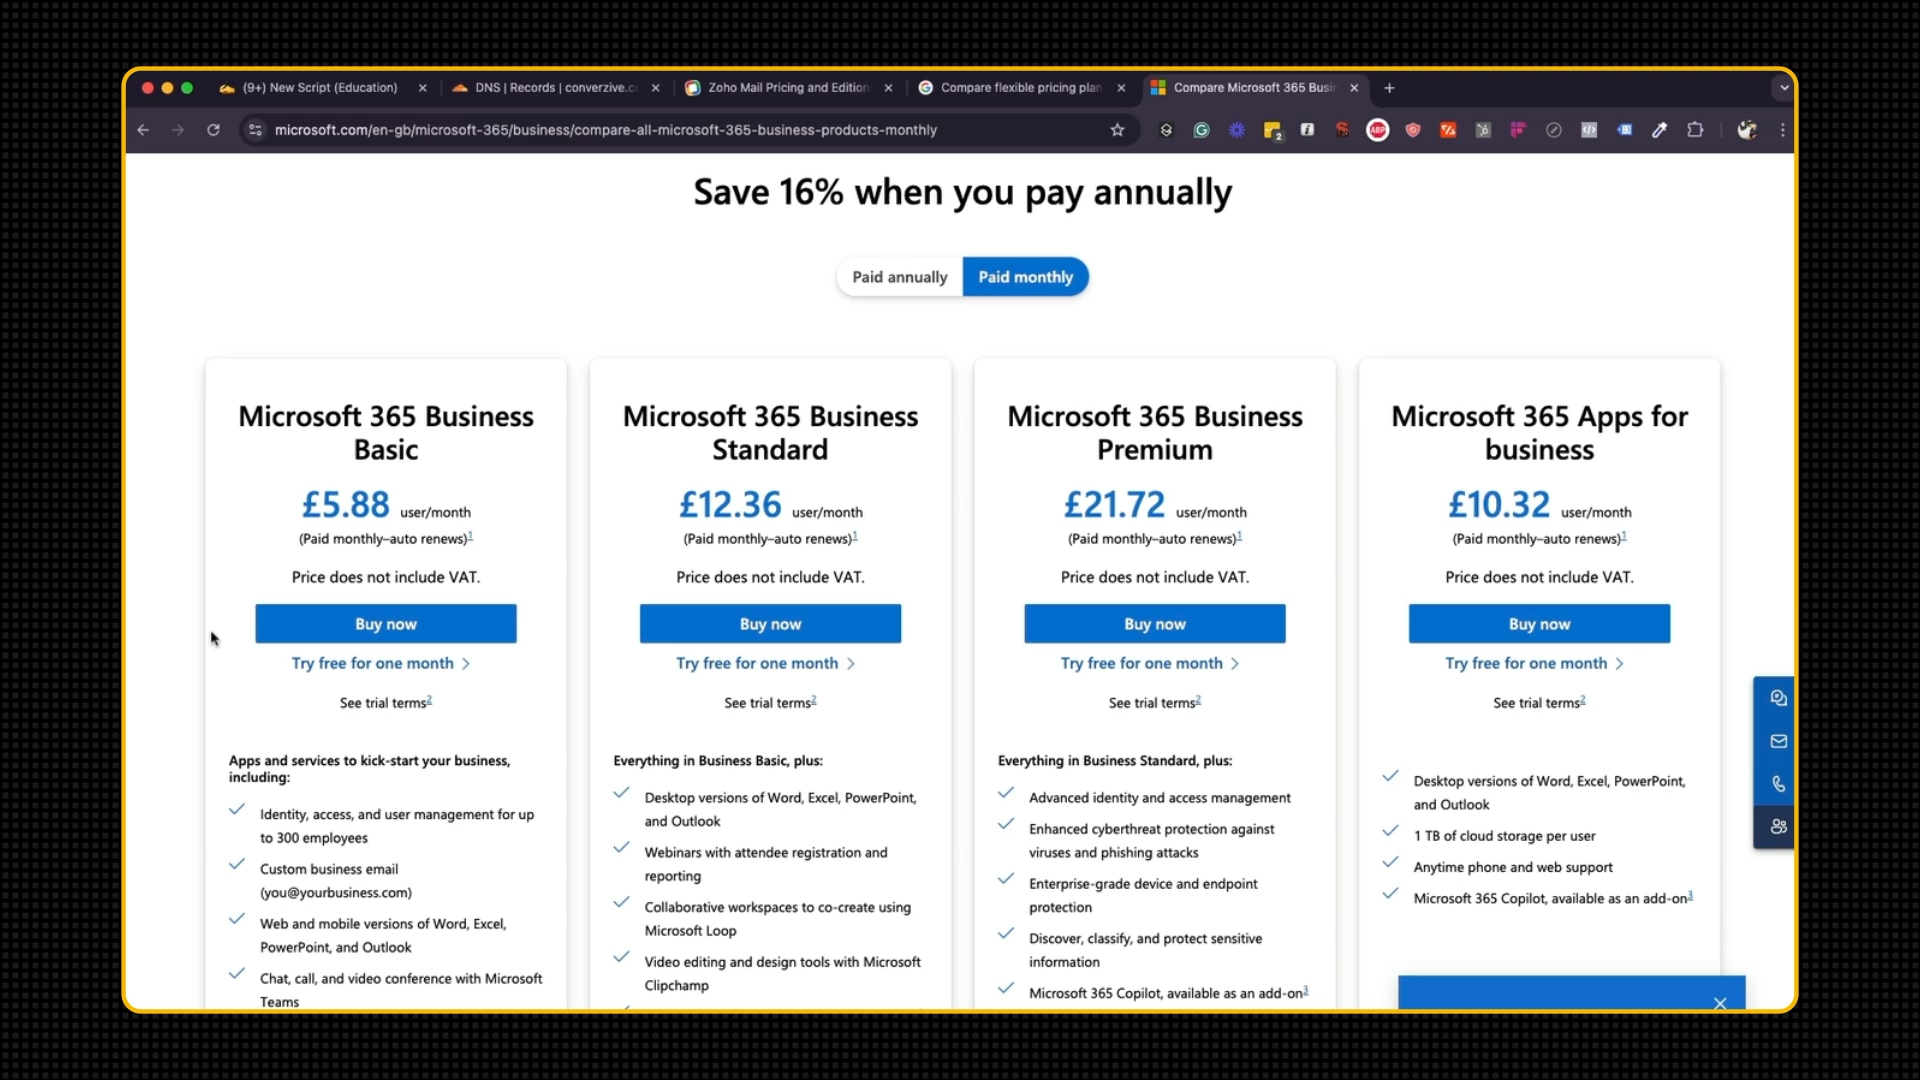 (9+) New Script (Education)
DNS | Records | converzive.c
Zoho Mail Pricing and Edition
Compare flexible pricing plan
Compare Microsoft 365 Busin
microsoft.com/en-gb/microsoft-365/business/compare-all-microsoft-365-business-products-monthly
2
ABP
Save 16% when you pay annually
Paid annually
Paid monthly
Microsoft 365 Business
Basic
£5.88 user/month
(Paid monthly–auto renews)1
Price does not include VAT.
Buy now
Try free for one month
See trial terms2
Apps and services to kick-start your business,
including:
Identity, access, and user management for up
to 300 employees
Custom business email
(you@yourbusiness.com)
Web and mobile versions of Word, Excel,
PowerPoint, and Outlook
Chat, call, and video conference with Microsoft
Teams
Microsoft 365 Business
Standard
£12.36 user/month
(Paid monthly–auto renews)1
Price does not include VAT.
Buy now
Try free for one month
See trial terms2
Everything in Business Basic, plus:
Desktop versions of Word, Excel, PowerPoint,
and Outlook
Webinars with attendee registration and
reporting
Collaborative workspaces to co-create using
Microsoft Loop
Video editing and design tools with Microsoft
Clipchamp
Microsoft 365 Business
Premium
£21.72 user/month
(Paid monthly–auto renews)1
Price does not include VAT.
Buy now
Try free for one month
See trial terms2
Everything in Business Standard, plus:
Advanced identity and access management
Enhanced cyberthreat protection against
viruses and phishing attacks
Enterprise-grade device and endpoint
protection
Discover, classify, and protect sensitive
information
Microsoft 365 Copilot, available as an add-on3
Microsoft 365 Apps for
business
£10.32 user/month
(Paid monthly–auto renews)1
Price does not include VAT.
Buy now
Try free for one month
See trial terms2
Desktop versions of Word, Excel, PowerPoint,
and Outlook
1 TB of cloud storage per user
Anytime phone and web support
Microsoft 365 Copilot, available as an add-on3